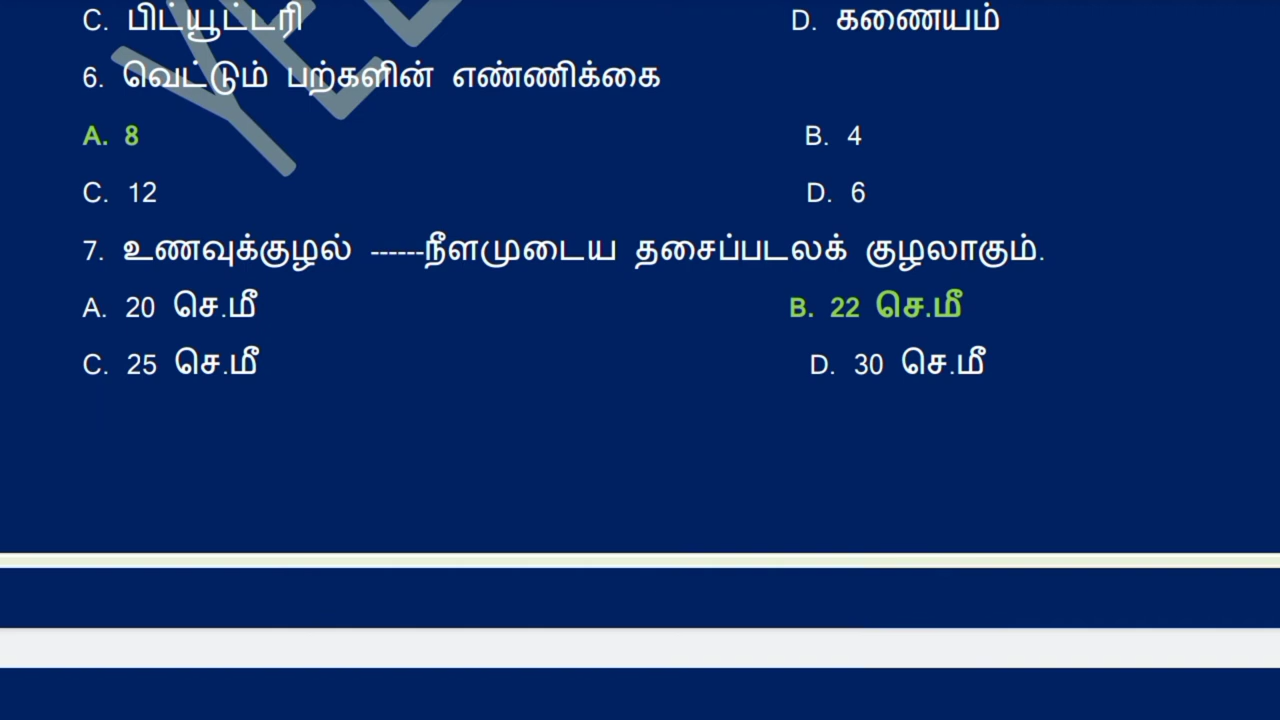 C. பிட்யூட்டரி D. கணையம்
6. வெட்டும் பற்களின் எண்ணிக்கை
A. 8 B. 4
C. 12 D. 6
7. உணவுக்குழல் ------நீளமுடைய தசைப்படலக் குழலாகும்.
A. 20 செ.மீ B. 22 செ.மீ
C. 25 செ.மீ D. 30 செ.மீ